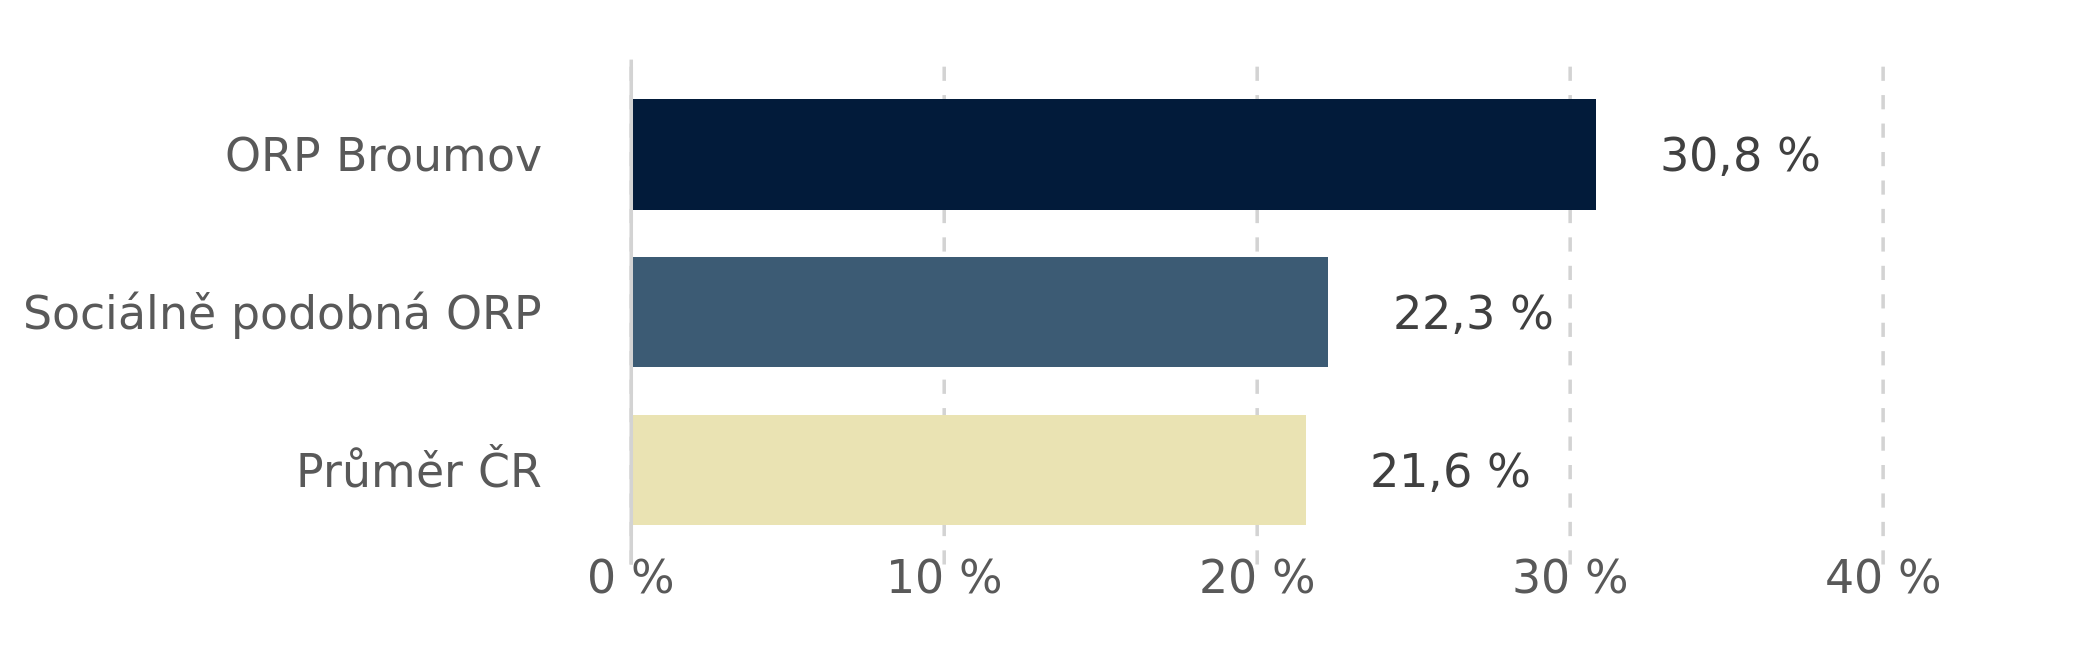 ORP Broumov
30,8 %
Sociálně podobná ORP
22,3 %
Průměr ČR
21,6 %
0 % 10 % 20 % 30 % 40 %